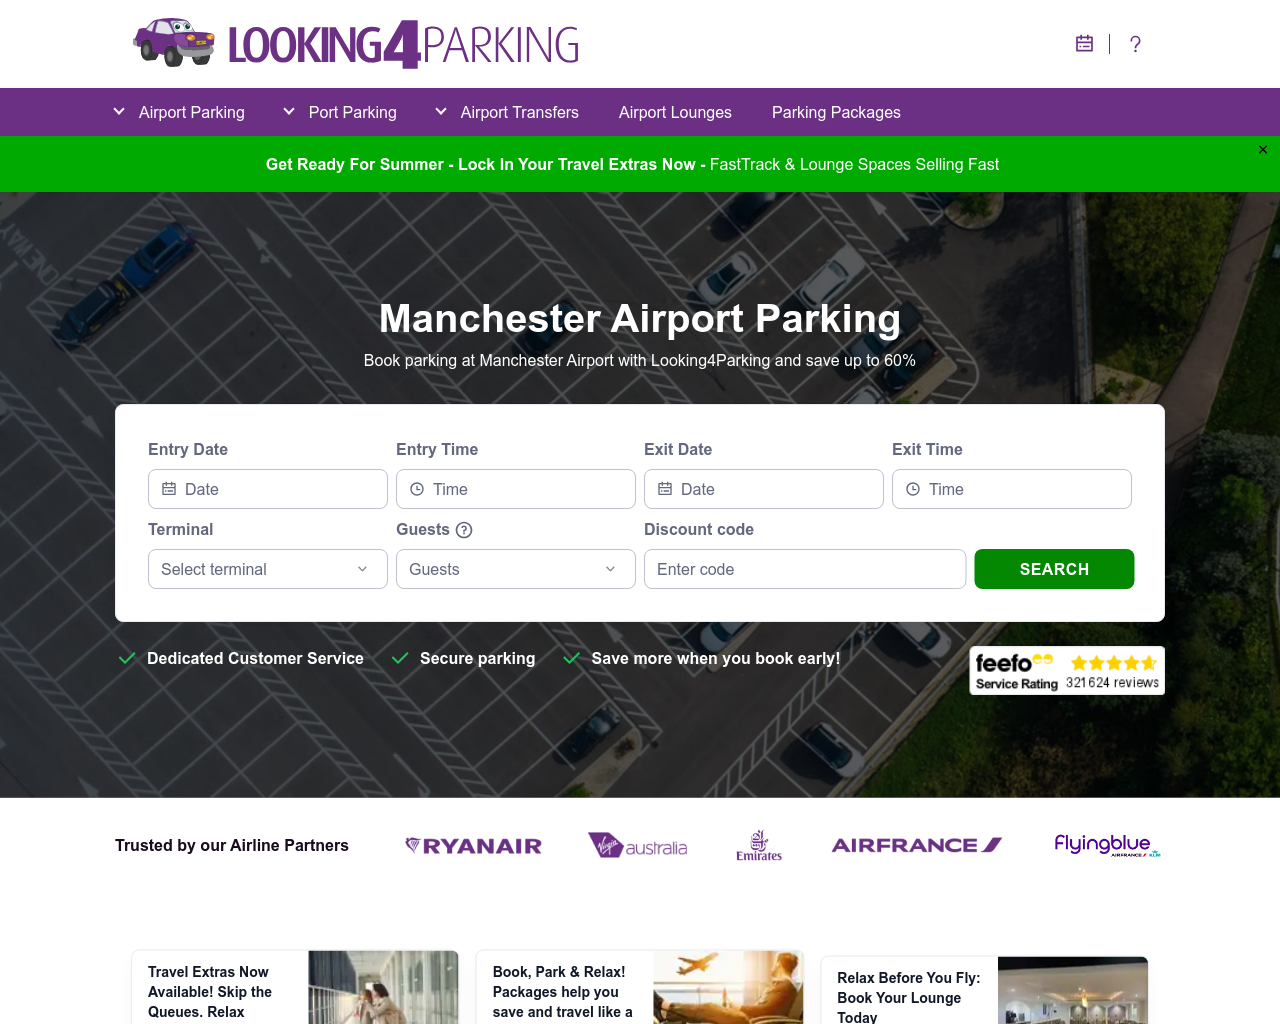 LOOKING4PARKING
Airport Parking
Port Parking
Airport Transfers
Airport Lounges
Parking Packages
Get Ready For Summer - Lock In Your Travel Extras Now - FastTrack & Lounge Spaces Selling Fast
ONEWAY
Manchester Airport Parking
Book parking at Manchester Airport with Looking4Parking and save up to 60%
Entry Date
Entry Time
Exit Date
Exit Time
Date
Time
Date
Time
Terminal
Guests
Discount code
Select terminal
Guests
Enter code
SEARCH
Dedicated Customer Service
Secure parking
Save more when you book early!
feefo
Service Rating
321624 reviews
Trusted by our Airline Partners
RYANAIR
Virgin australia
Emirates
AIRFRANCE
Flyingblue
AIRFRANCE KLM
Travel Extras Now
Available! Skip the
Queues. Relax
Book, Park & Relax!
Packages help you
save and travel like a
Relax Before You Fly:
Book Your Lounge
Today